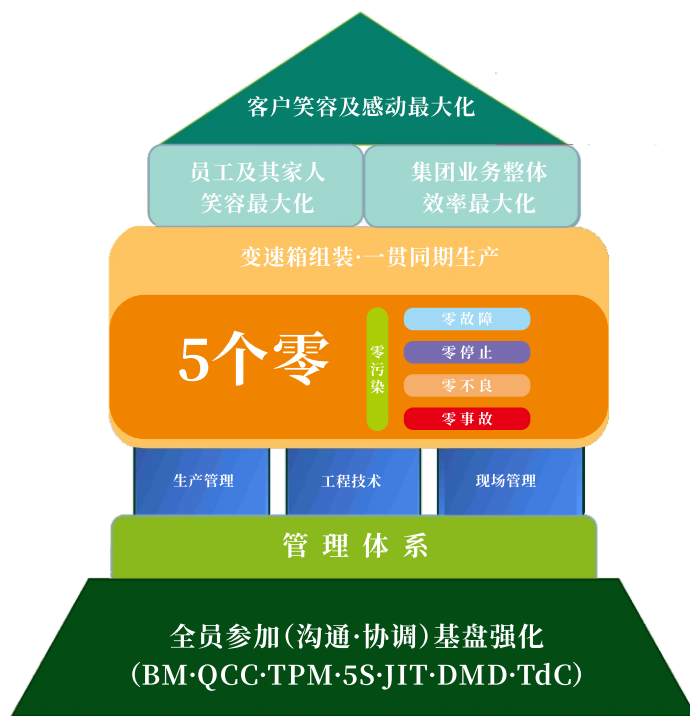 客户笑容及感动最大化
员工及其家人
笑容最大化
集团业务整体
效率最大化
变速箱组装·一贯同期生产
5个零
零污染
零故障
零停止
零不良
零事故
生产管理
工程技术
现场管理
管理体系
全员参加(沟通·协调)基盘强化
(BM·QCC·TPM·5S·JIT·DMD·TdC)